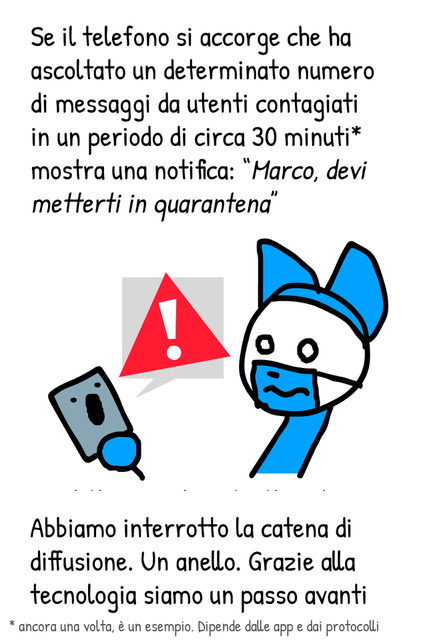 Se il telefono si accorge che ha
ascoltato un determinato numero
di messaggi da utenti contagiati
in un periodo di circa 30 minuti*
mostra una notifica: “Marco, devi
metterti in quarantena”
!
Abbiamo interrotto la catena di
diffusione. Un anello. Grazie alla
tecnologia siamo un passo avanti
* ancora una volta, è un esempio. Dipende dalle app e dai protocolli